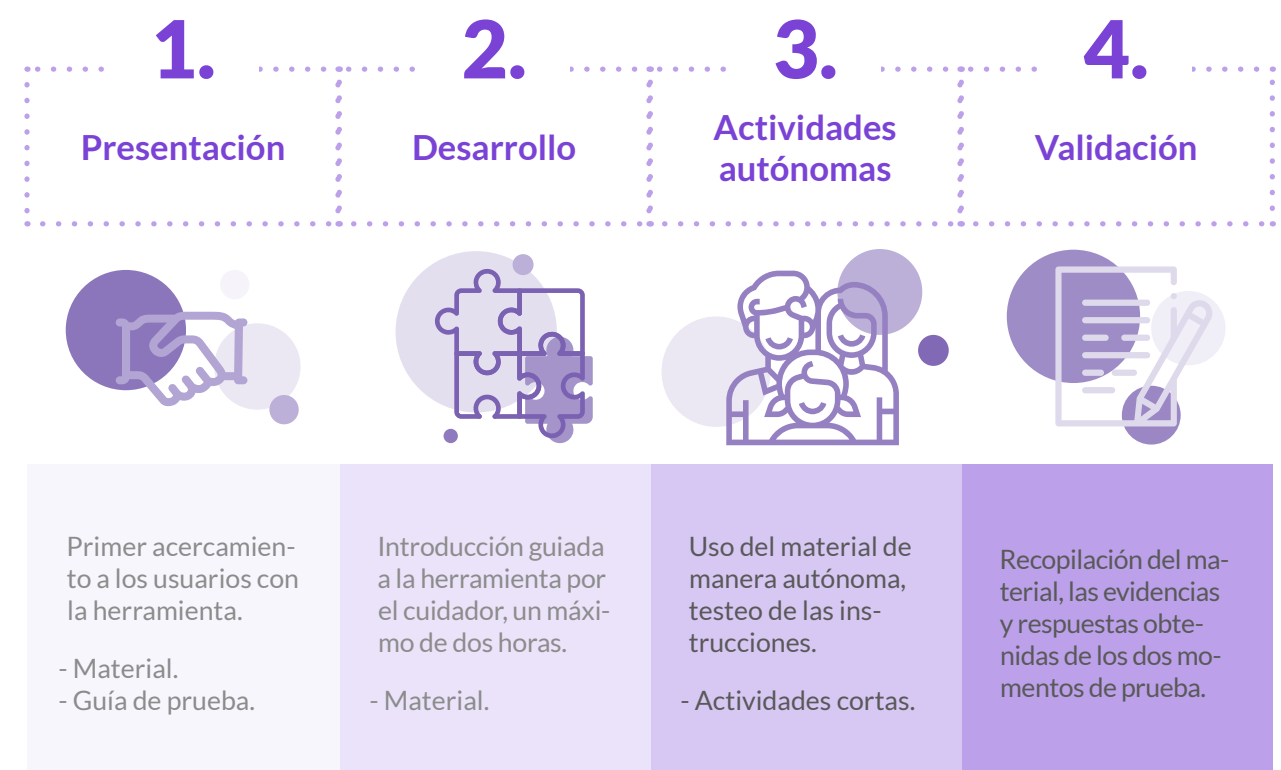 1.
Presentación
2.
Desarrollo
3.
Actividades
autónomas
4.
Validación
Primer acercamien-
to a los usuarios con
la herramienta.
- Material.
- Guía de prueba.
Introducción guiada
a la herramienta por
el cuidador, un máxi-
mo de dos horas.
- Material.
Uso del material de
manera autónoma,
testeo de las ins-
trucciones.
- Actividades cortas.
Recopilación del ma-
terial, las evidencias
y respuestas obte-
nidas de los dos mo-
mentos de prueba.